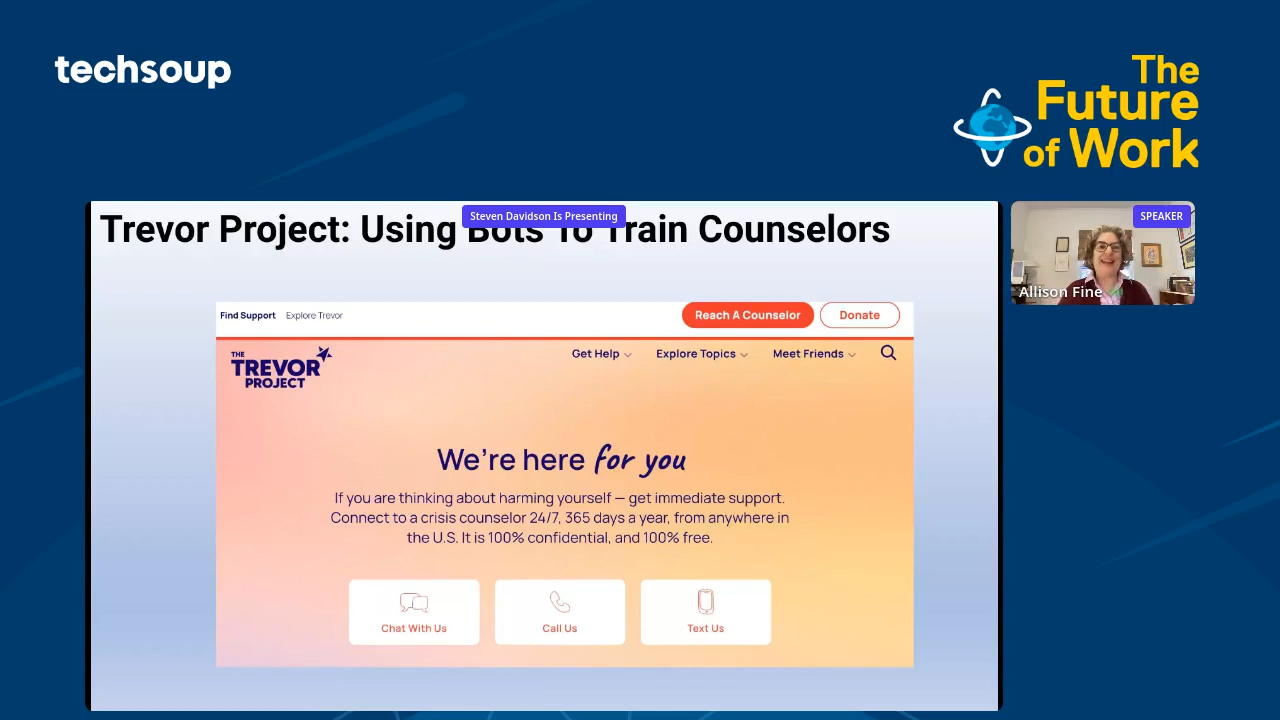 techsoup
The
Future
of Work
Steven Davidson Is Presenting
Trevor Project: Using Bots To Train Counselors
SPEAKER
Allison Fine
Find Support Explore Trevor
Reach A Counselor Donate
THE
TREVOR
PROJECT
Get Help Explore Topics Meet Friends
We're here for you
If you are thinking about harming yourself — get immediate support.
Connect to a crisis counselor 24/7, 365 days a year, from anywhere in
the U.S. It is 100% confidential, and 100% free.
Chat With Us Call Us Text Us